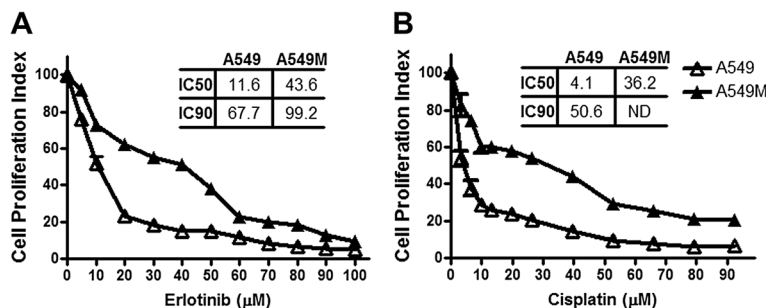 A
Cell Proliferation Index
100
80
60
40
20
0
0 10 20 30 40 50 60 70 80 90 100
Erlotinib (µM)
A549 A549M
IC50 11.6 43.6
IC90 67.7 99.2
B
Cell Proliferation Index
100
80
60
40
20
0
0 10 20 30 40 50 60 70 80 90
Cisplatin (µM)
A549 A549M
IC50 4.1 36.2
IC90 50.6 ND
A549
A549M